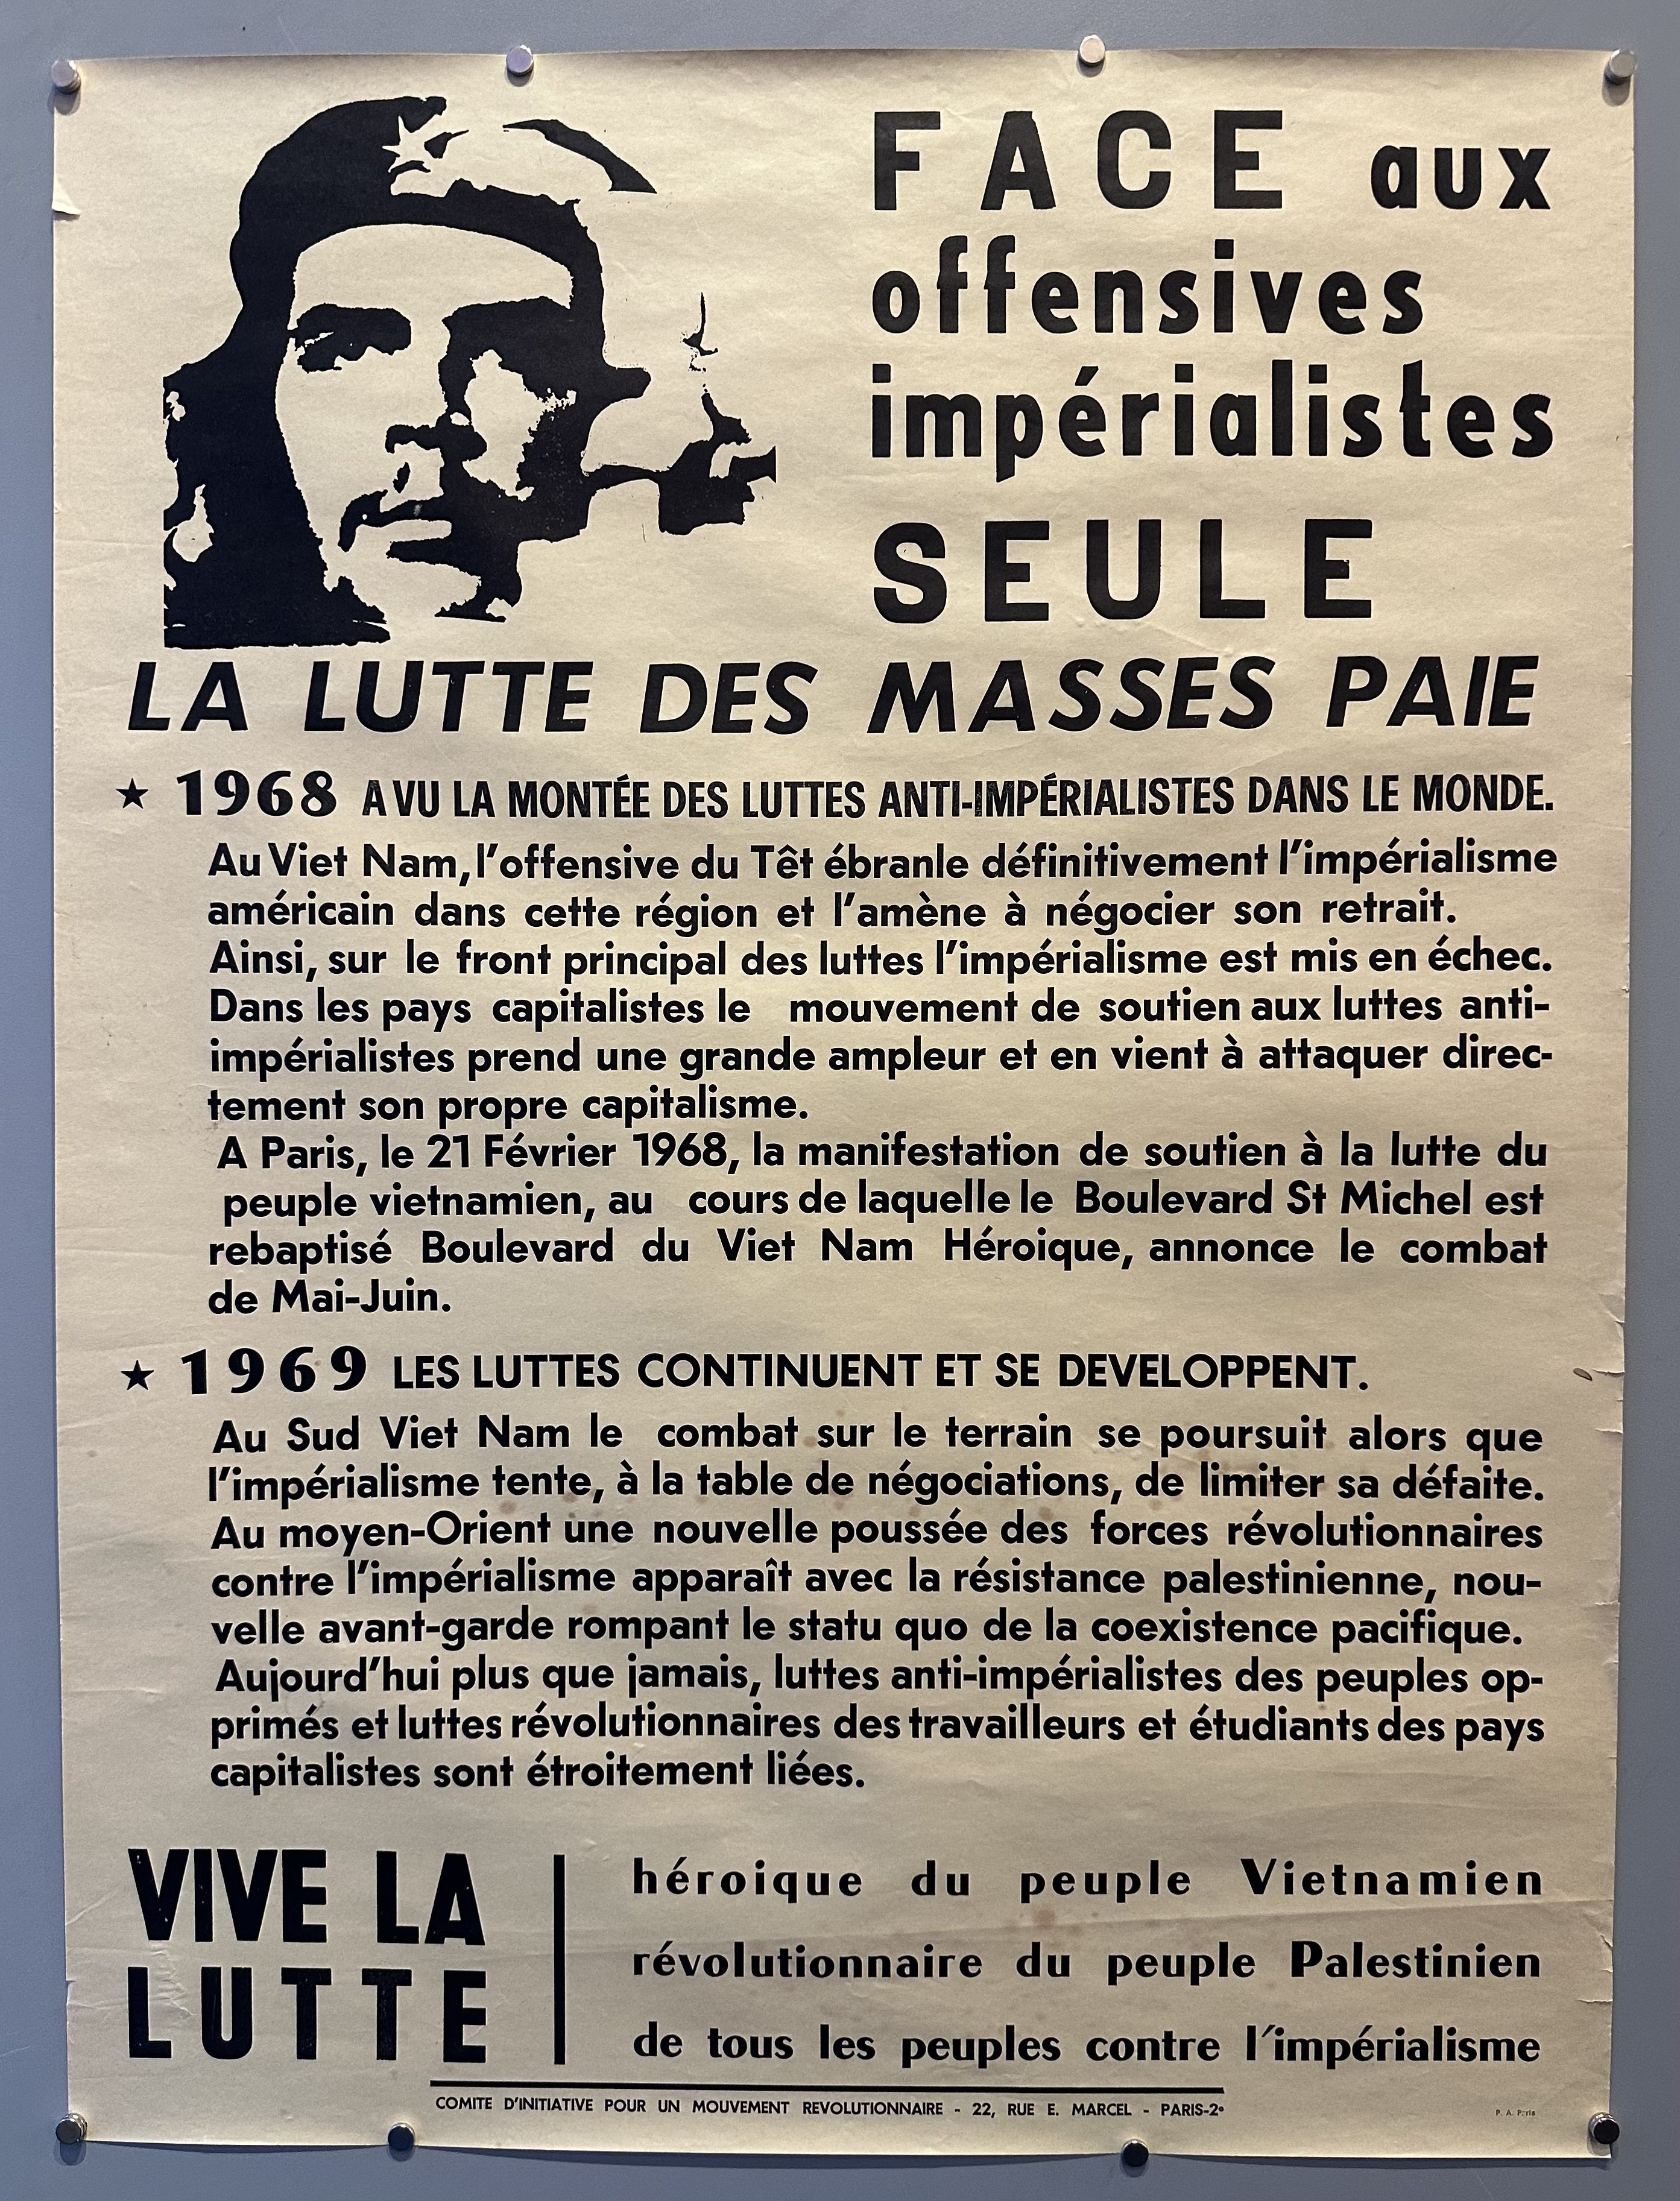 FACE aux
offensives
impérialistes
SEULE
LA LUTTE DES MASSES PAIE
★ 1968 A VU LA MONTÉE DES LUTTES ANTI-IMPÉRIALISTES DANS LE MONDE.
Au Viet Nam, l'offensive du Têt ébranle définitivement l'impérialisme
américain dans cette région et l'amène à négocier son retrait.
Ainsi, sur le front principal des luttes l'impérialisme est mis en échec.
Dans les pays capitalistes le mouvement de soutien aux luttes anti-
impérialistes prend une grande ampleur et en vient à attaquer direc-
tement son propre capitalisme.
A Paris, le 21 Février 1968, la manifestation de soutien à la lutte du
peuple vietnamien, au cours de laquelle le Boulevard St Michel est
rebaptisé Boulevard du Viet Nam Héroique, annonce le combat
de Mai-Juin.
★ 1969 LES LUTTES CONTINUENT ET SE DEVELOPPENT.
Au Sud Viet Nam le combat sur le terrain se poursuit alors que
l'impérialisme tente, à la table de négociations, de limiter sa défaite.
Au moyen-Orient une nouvelle poussée des forces révolutionnaires
contre l'impérialisme apparaît avec la résistance palestinienne, nou-
velle avant-garde rompant le statu quo de la coexistence pacifique.
Aujourd'hui plus que jamais, luttes anti-impérialistes des peuples op-
primés et luttes révolutionnaires des travailleurs et étudiants des pays
capitalistes sont étroitement liées.
VIVE LA
LUTTE
héroique du peuple Vietnamien
révolutionnaire du peuple Palestinien
de tous les peuples contre l'impérialisme
COMITE D'INITIATIVE POUR UN MOUVEMENT REVOLUTIONNAIRE - 22, RUE E. MARCEL - PARIS-2e
P. A. Paris